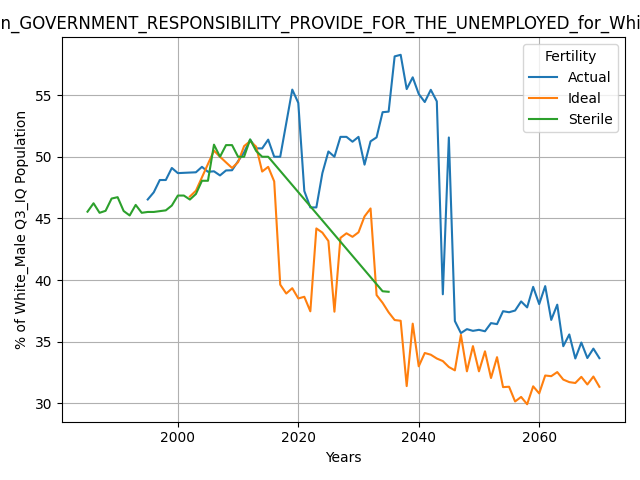 n_GOVERNMENT_RESPONSIBILITY_PROVIDE_FOR_THE_UNEMPLOYED_for_Whi
Fertility
Actual
Ideal
Sterile
% of White_Male Q3_IQ Population
55
50
45
40
35
30
2000
2020
2040
2060
Years